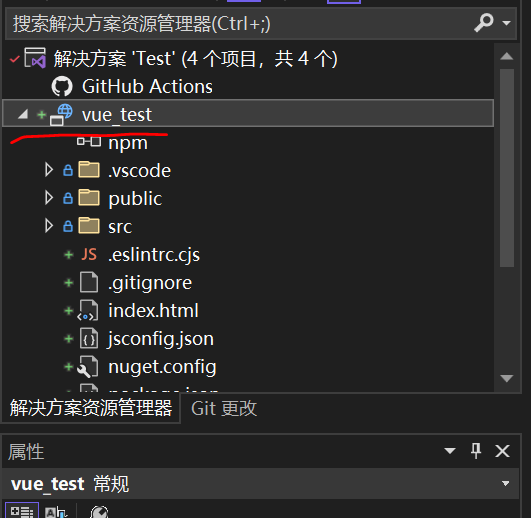 搜索解决方案资源管理器(Ctrl+;)
解决方案 'Test' (4 个项目，共 4 个)
GitHub Actions
vue_test
npm
.vscode
public
src
JS .eslintrc.cjs
.gitignore
index.html
jsconfig.json
nuget.config
package.json
解决方案资源管理器 Git 更改
属性
vue_test 常规